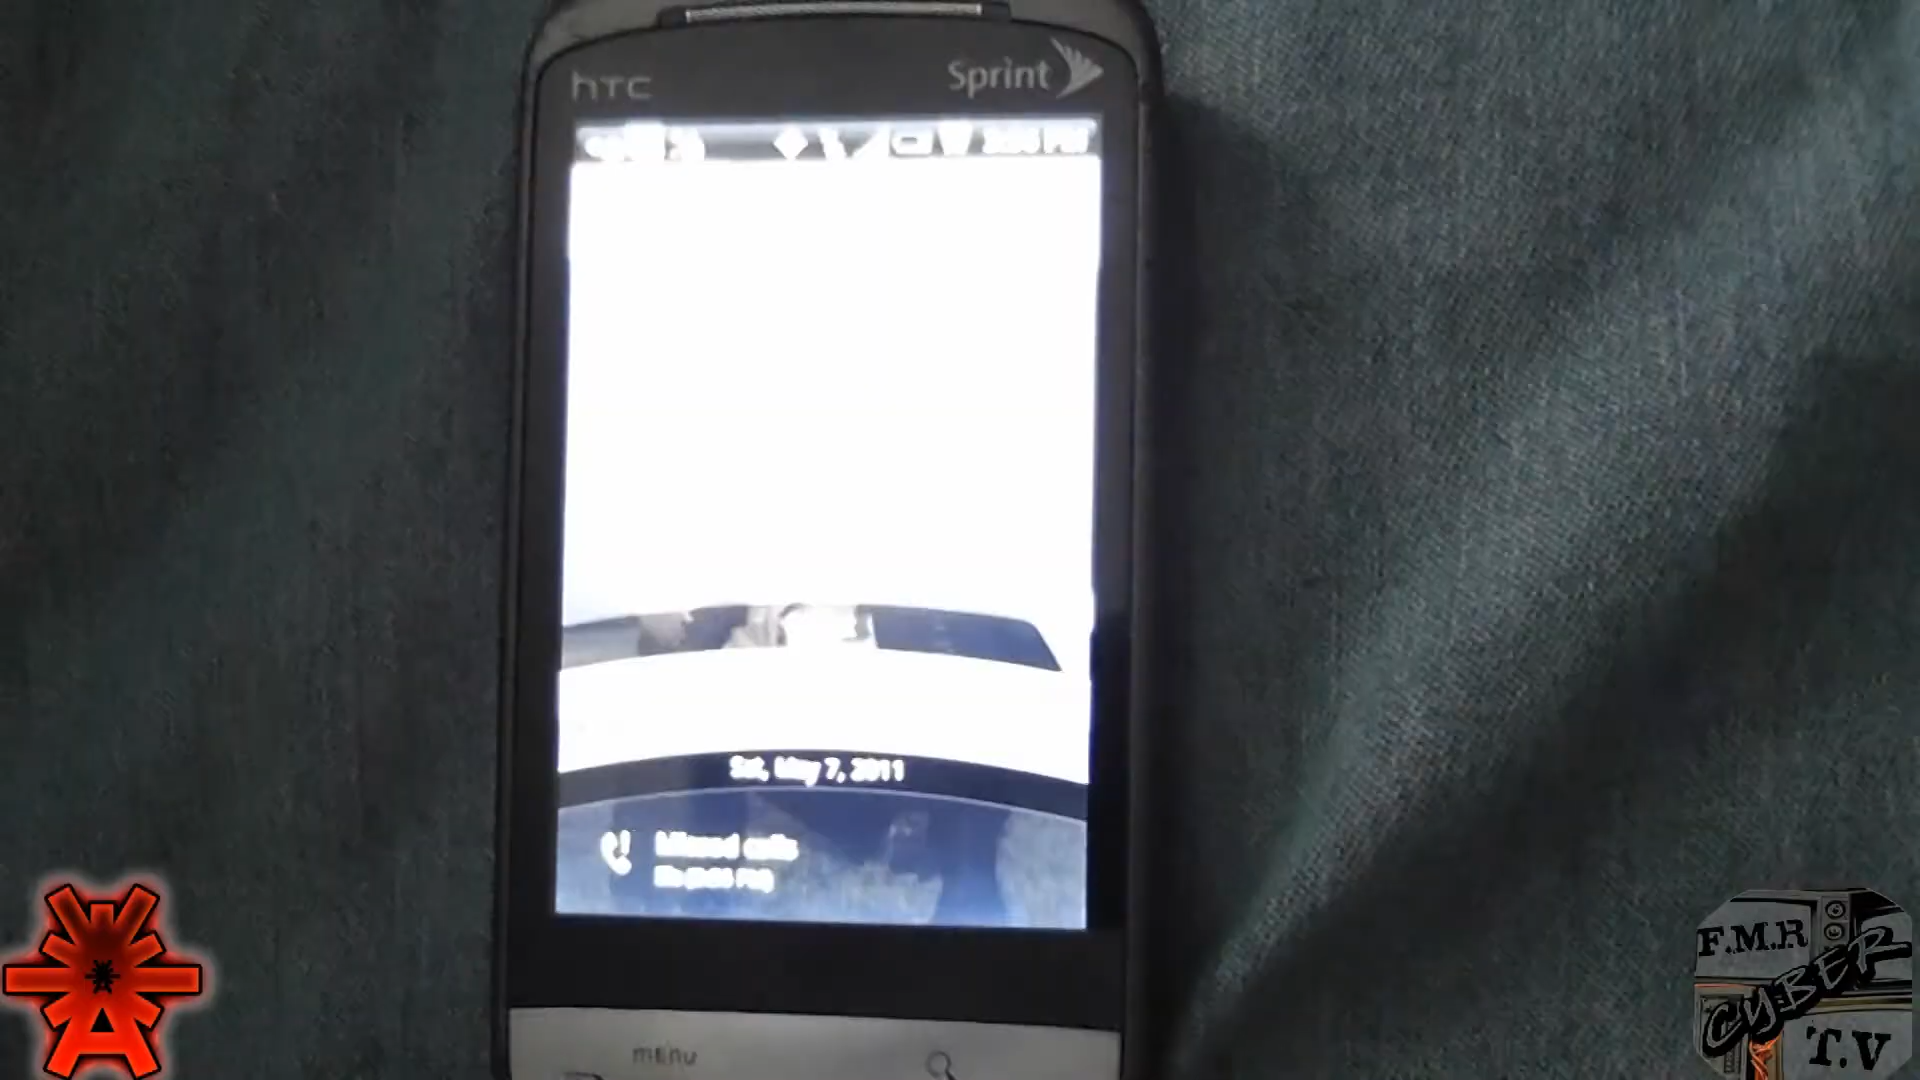 hTC
Sprint
Sat, May 7, 2011
Missed calls
MENU
F.M.R
CYBER
T.V